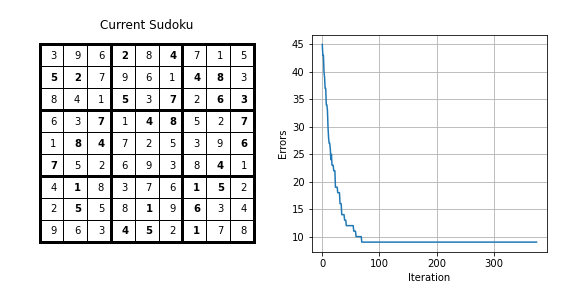 Current Sudoku
3 9 6 2 8 4 7 1 5
5 2 7 9 6 1 4 8 3
8 4 1 5 3 7 2 6 3
6 3 7 1 4 8 5 2 7
1 8 4 7 2 5 3 9 6
7 5 2 6 9 3 8 4 1
4 1 8 3 7 6 1 5 2
2 5 5 8 1 9 6 3 4
9 6 3 4 5 2 1 7 8
Errors
45
40
35
30
25
20
15
10
0 100 200 300
Iteration